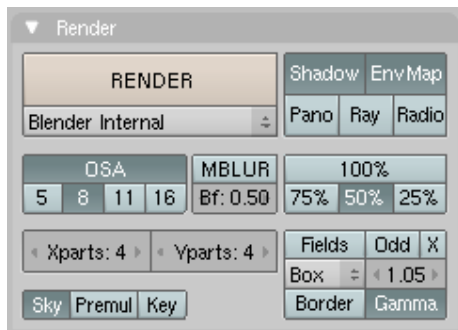 Render
RENDER
Shadow EnvMap
Blender Internal
Pano Ray Radio
OSA MBLUR 100%
5 8 11 16 Bf: 0.50 75% 50% 25%
Xparts: 4 Yparts: 4 Fields Odd X
Box 1.05
Sky Premul Key Border Gamma